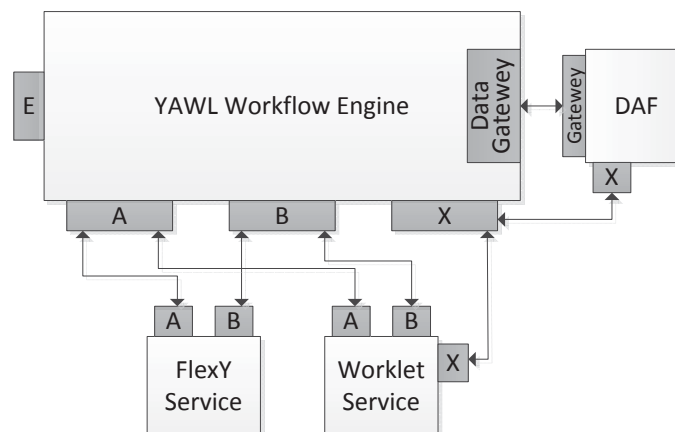 E
YAWL Workflow Engine
Data
Gatewey
Gatewey
DAF
X
A
B
X
A
B
A
B
FlexY
Service
Worklet
Service
X